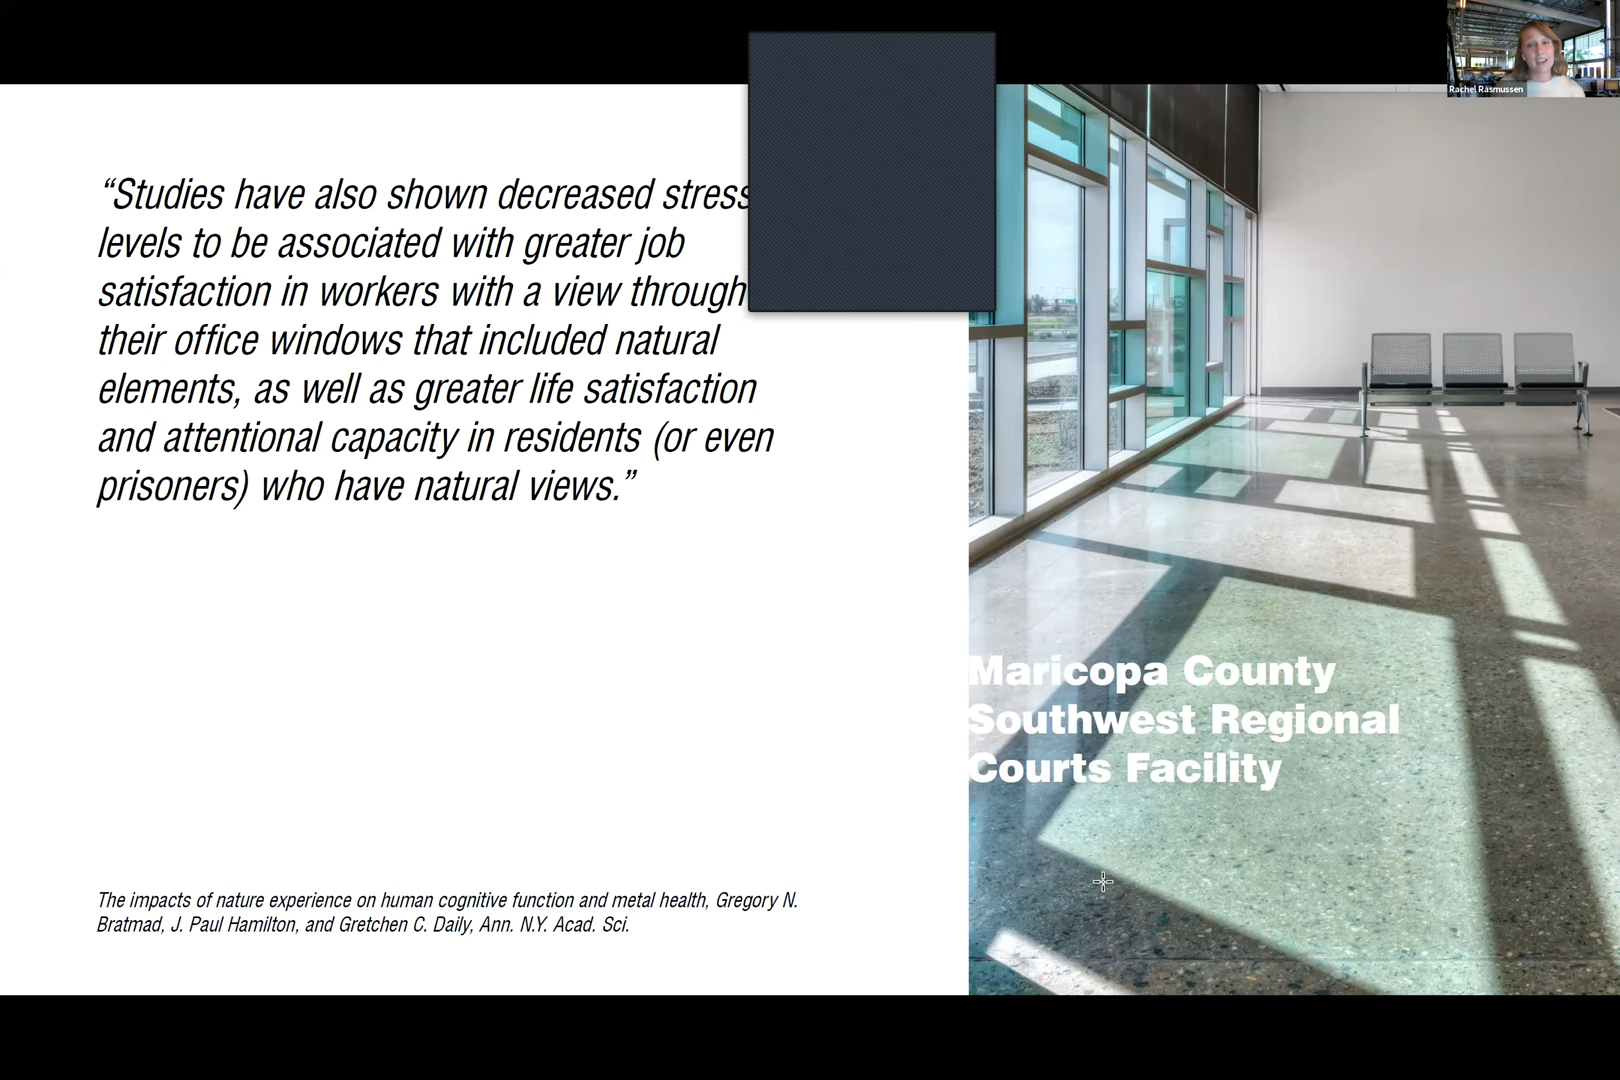 “Studies have also shown decreased stress
levels to be associated with greater job
satisfaction in workers with a view through
their office windows that included natural
elements, as well as greater life satisfaction
and attentional capacity in residents (or even
prisoners) who have natural views.”
The impacts of nature experience on human cognitive function and metal health, Gregory N.
Bratmad, J. Paul Hamilton, and Gretchen C. Daily, Ann. N.Y. Acad. Sci.
Maricopa County
Southwest Regional
Courts Facility
Rachel Rasmussen